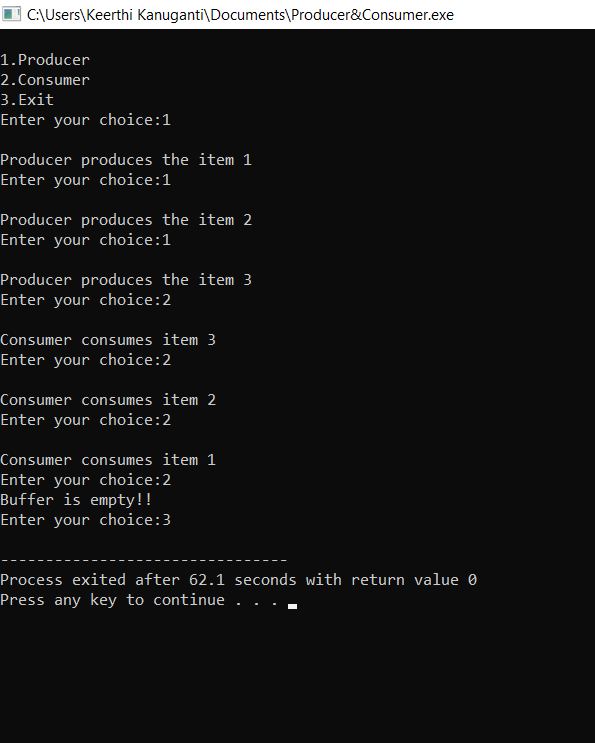 C:\Users\Keerthi Kanuganti\Documents\Producer&Consumer.exe
1.Producer
2.Consumer
3.Exit
Enter your choice:1
Producer produces the item 1
Enter your choice:1
Producer produces the item 2
Enter your choice:1
Producer produces the item 3
Enter your choice:2
Consumer consumes item 3
Enter your choice:2
Consumer consumes item 2
Enter your choice:2
Consumer consumes item 1
Enter your choice:2
Buffer is empty!!
Enter your choice:3
--------------------------------
Process exited after 62.1 seconds with return value 0
Press any key to continue . . .